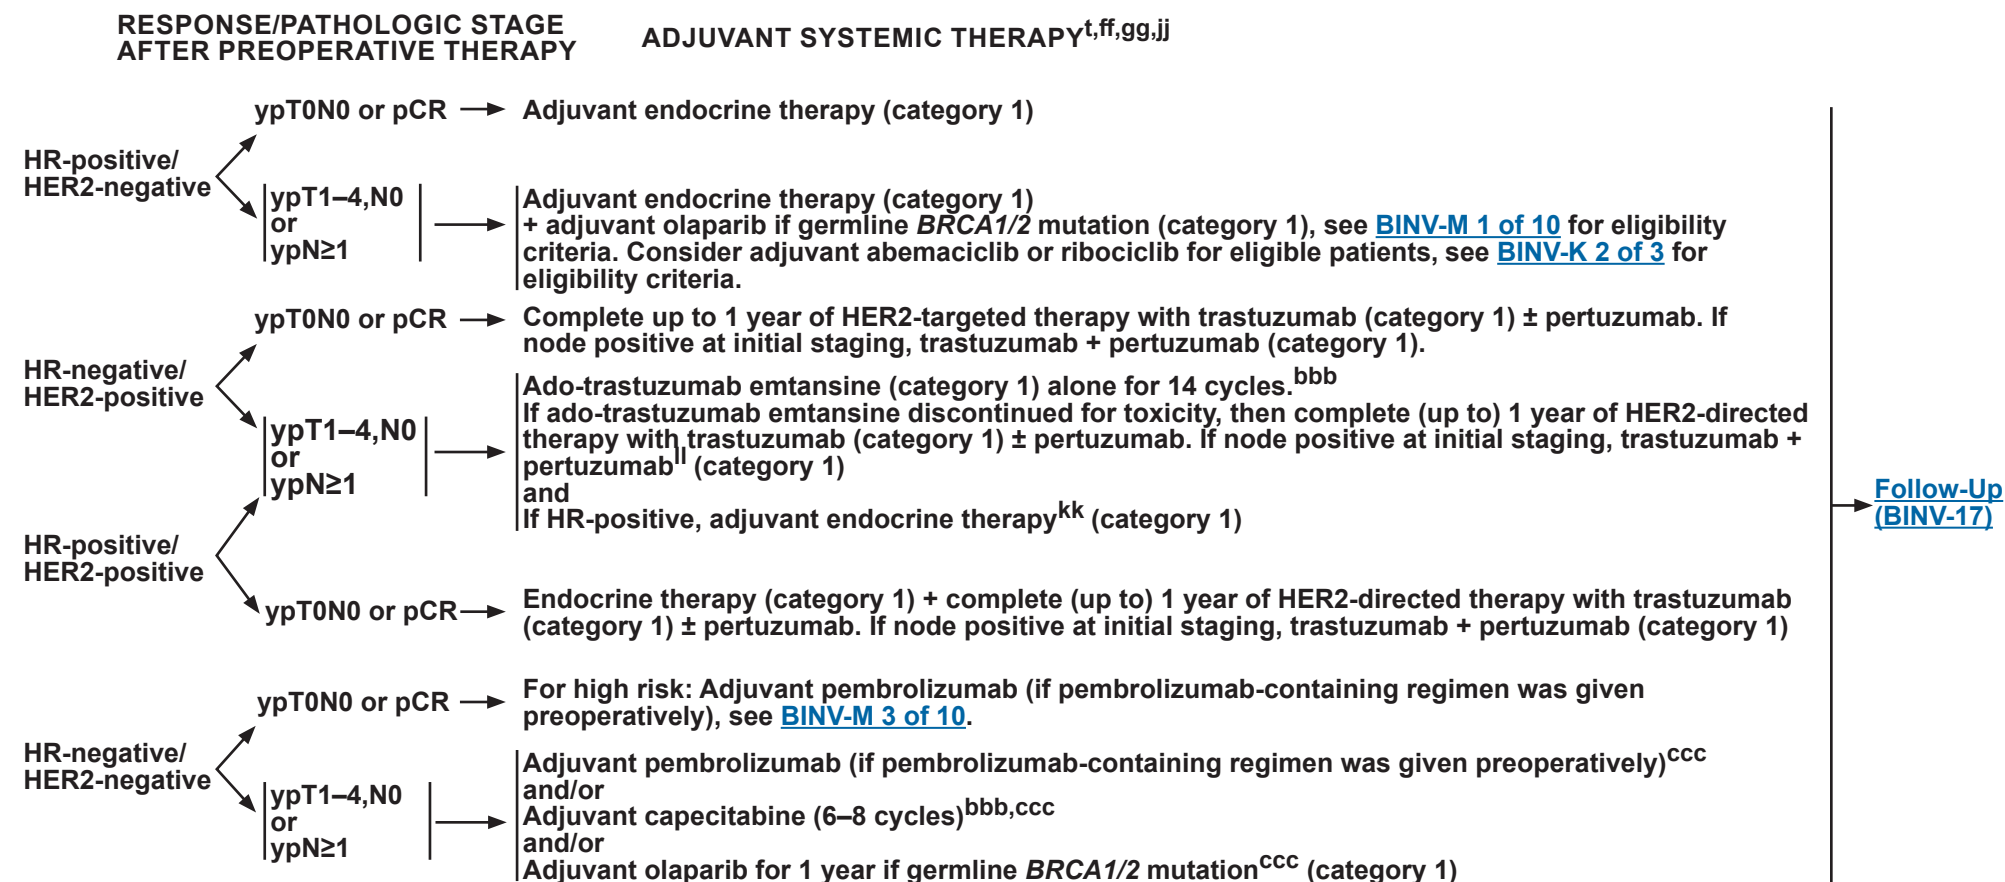 RESPONSE/PATHOLOGIC STAGE
AFTER PREOPERATIVE THERAPY
ADJUVANT SYSTEMIC THERAPYt,ff,gg,jj
HR-positive/
HER2-negative
ypT0N0 or pCR
Adjuvant endocrine therapy (category 1)
ypT1–4,N0
or
ypN≥1
Adjuvant endocrine therapy (category 1)
+ adjuvant olaparib if germline BRCA1/2 mutation (category 1), see BINV-M 1 of 10 for eligibility
criteria. Consider adjuvant abemaciclib or ribociclib for eligible patients, see BINV-K 2 of 3 for
eligibility criteria.
HR-negative/
HER2-positive
ypT0N0 or pCR
Complete up to 1 year of HER2-targeted therapy with trastuzumab (category 1) ± pertuzumab. If
node positive at initial staging, trastuzumab + pertuzumab (category 1).
ypT1–4,N0
or
ypN≥1
Ado-trastuzumab emtansine (category 1) alone for 14 cycles.bbb
If ado-trastuzumab emtansine discontinued for toxicity, then complete (up to) 1 year of HER2-directed
therapy with trastuzumab (category 1) ± pertuzumab. If node positive at initial staging, trastuzumab +
pertuzumabll (category 1)
and
If HR-positive, adjuvant endocrine therapykk (category 1)
HR-positive/
HER2-positive
ypT0N0 or pCR
Endocrine therapy (category 1) + complete (up to) 1 year of HER2-directed therapy with trastuzumab
(category 1) ± pertuzumab. If node positive at initial staging, trastuzumab + pertuzumab (category 1)
HR-negative/
HER2-negative
ypT0N0 or pCR
For high risk: Adjuvant pembrolizumab (if pembrolizumab-containing regimen was given
preoperatively), see BINV-M 3 of 10.
ypT1–4,N0
or
ypN≥1
Adjuvant pembrolizumab (if pembrolizumab-containing regimen was given preoperatively)ccc
and/or
Adjuvant capecitabine (6–8 cycles)bbb,ccc
and/or
Adjuvant olaparib for 1 year if germline BRCA1/2 mutationccc (category 1)
Follow-Up
(BINV-17)